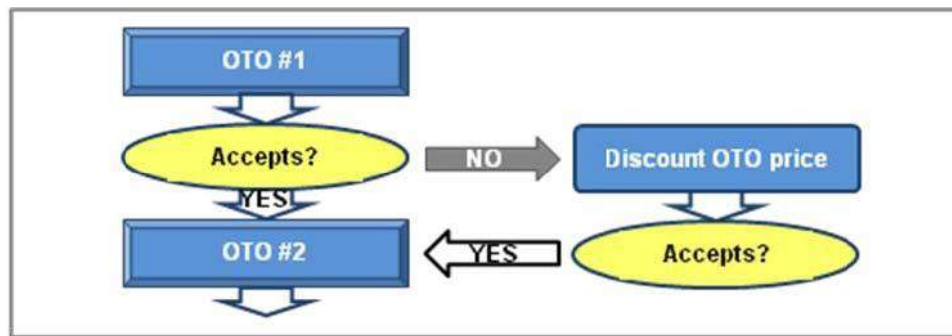 OTO #1
Accepts?
NO
Discount OTO price
YES
OTO #2
YES
Accepts?